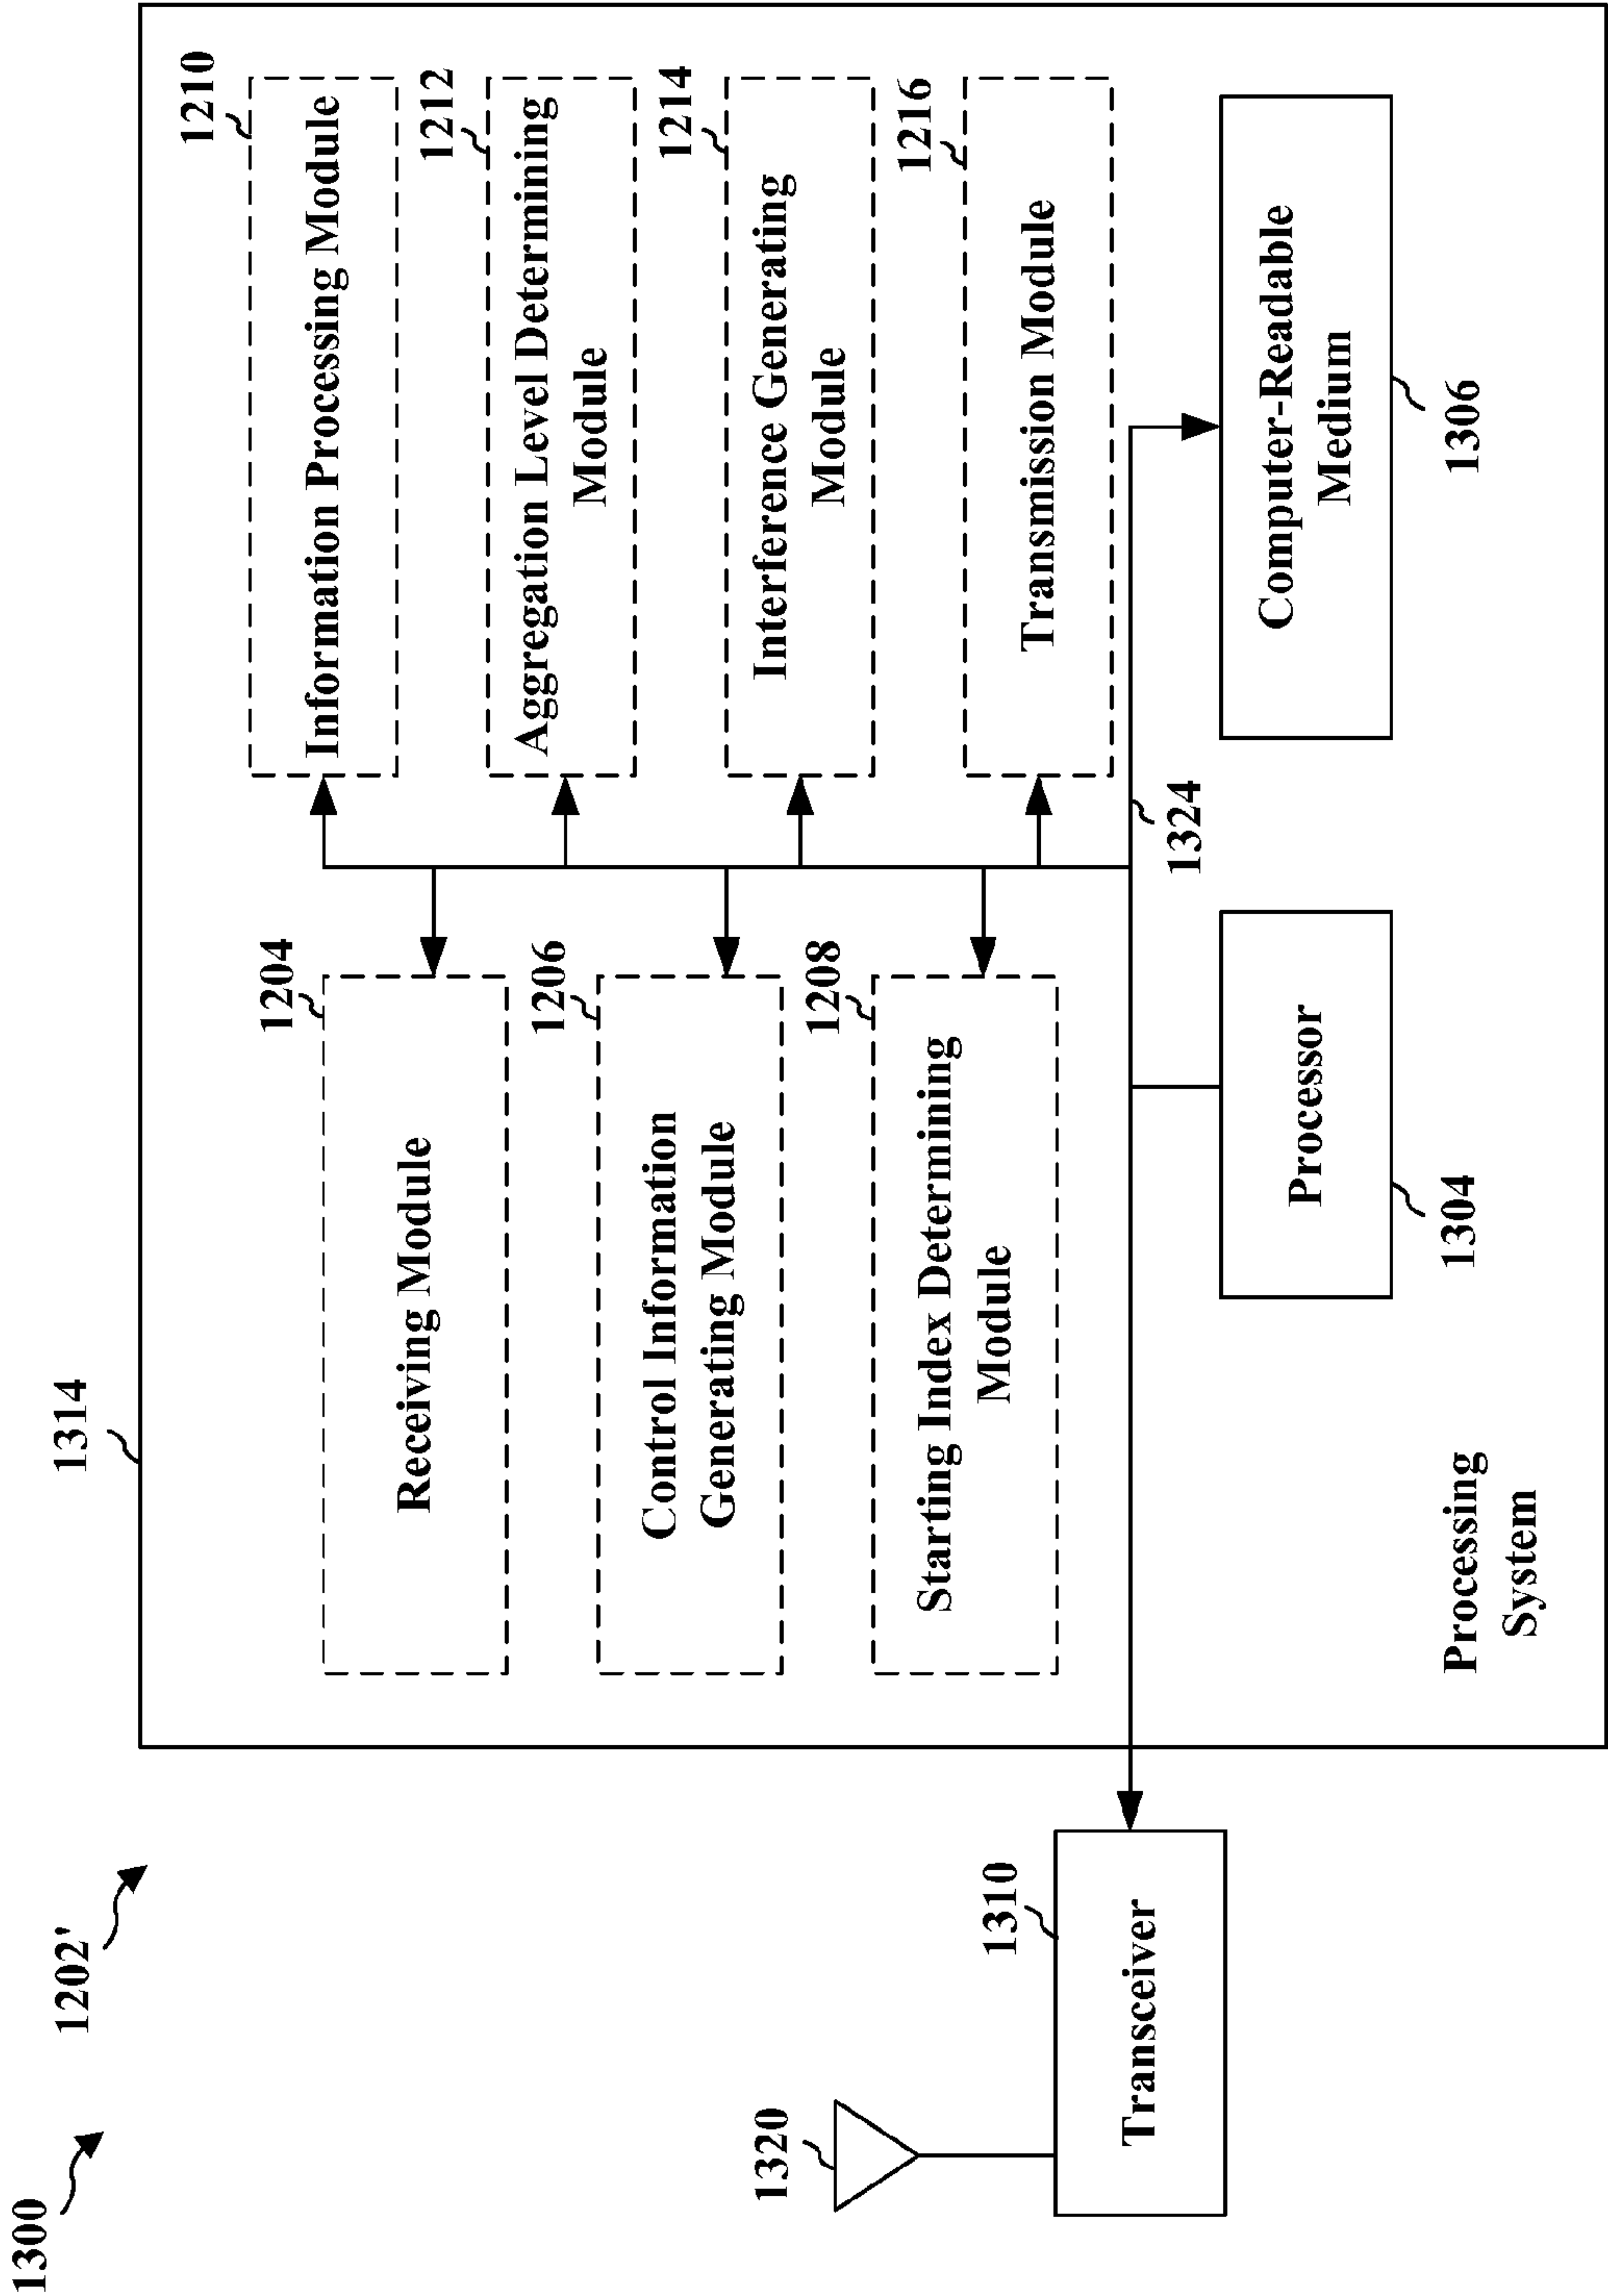 1300
1202'
1314
1204
Receiving Module
1206
Control Information
Generating Module
1208
Starting Index Determining
Module
1210
Information Processing Module
1212
Aggregation Level Determining
Module
1214
Interference Generating
Module
1216
Transmission Module
1324
1320
1310
Transceiver
Processor
1304
Computer-Readable
Medium
1306
Processing
System